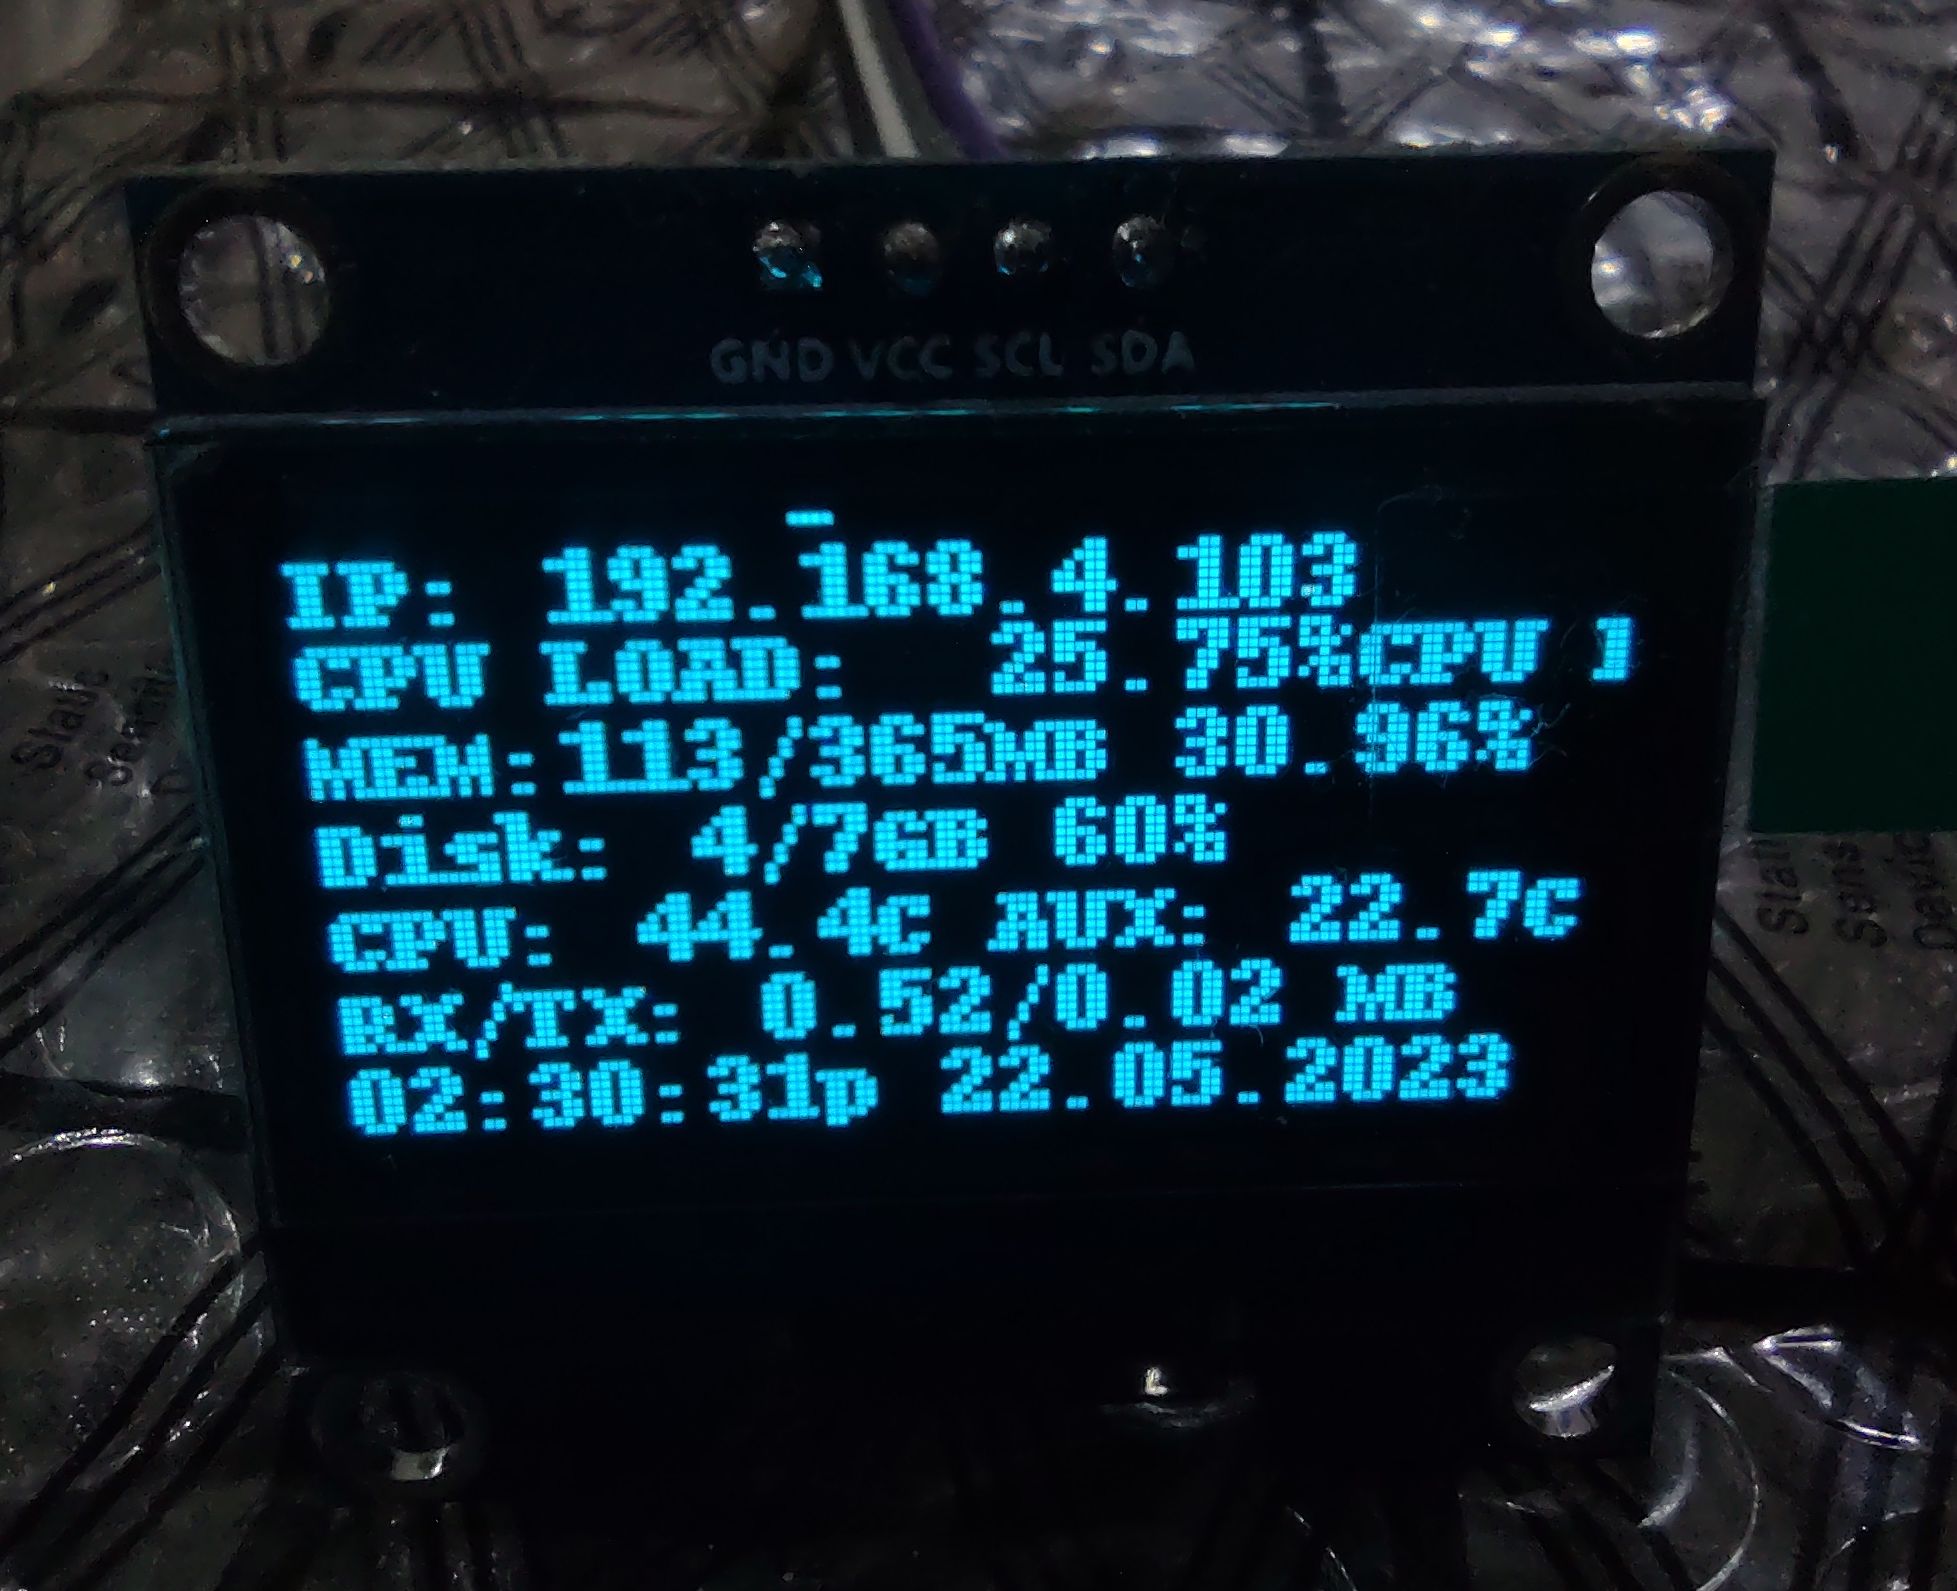 GND VCC SCL SDA
IP: 192.168.4.103
CPU LOAD: 25.75%CPU l
MEM:113/365MB 30.96%
Disk: 4/7GB 60%
CPU: 44.4c AUX: 22.7c
RX/TX: 0.52/0.02 MB
02:30:31p 22.05.2023